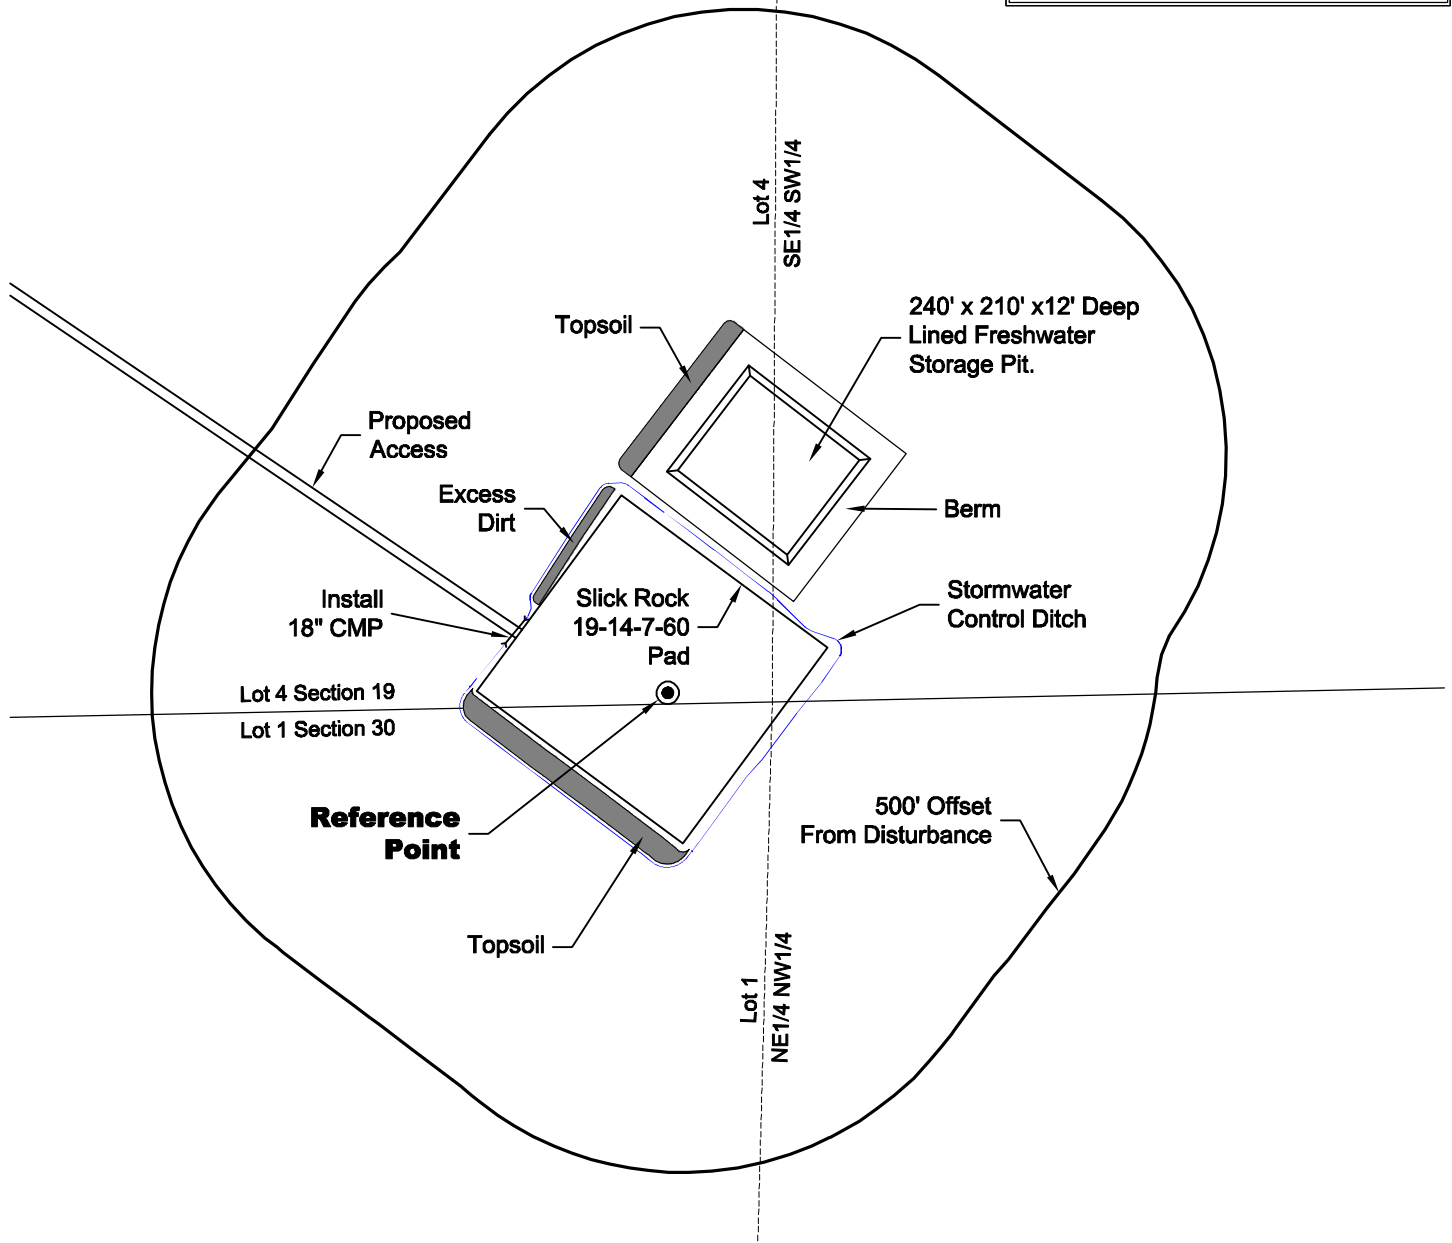 Lot 4
SE1/4 SW1/4
240' x 210' x12' Deep
Lined Freshwater
Storage Pit.
Topsoil
Proposed
Access
Excess
Dirt
Berm
Install
18" CMP
Slick Rock
19-14-7-60
Pad
Stormwater
Control Ditch
Lot 4 Section 19
Lot 1 Section 30
Reference
Point
500' Offset
From Disturbance
Topsoil
Lot 1
NE1/4 NW1/4